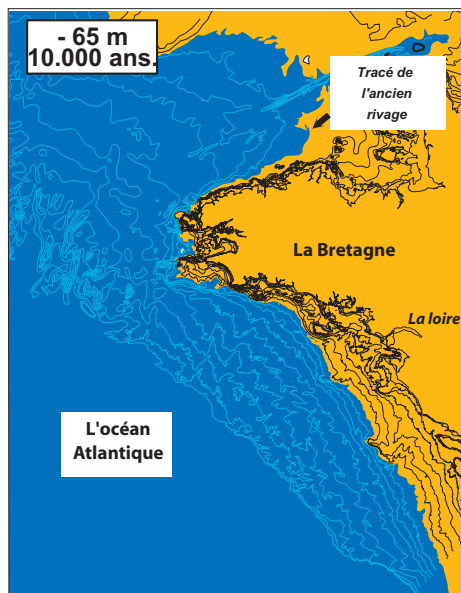 - 65 m
10.000 ans.
Tracé de
l'ancien
rivage
La Bretagne
La loire
L'océan
Atlantique